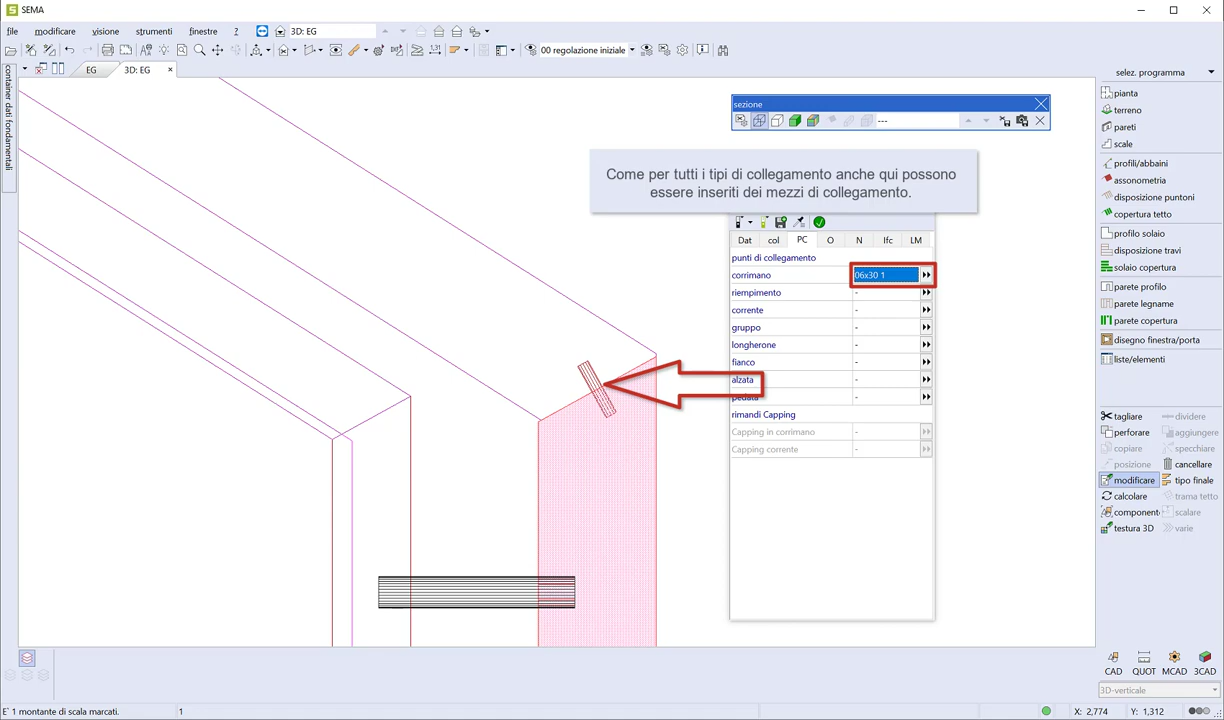 SEMA
file modificare visione strumenti finestre ? 3D: EG
00 regolazione iniziale
EG 3D: EG ×
container dati fondamentali
sezione
---
Come per tutti i tipi di collegamento anche qui possono
essere inseriti dei mezzi di collegamento.
Dat col PC O N Ifc LM
punti di collegamento
corrimano 06x30 1
riempimento -
corrente -
gruppo -
longherone -
fianco -
alzata -
pedata -
rimandi Capping
Capping in corrimano -
Capping corrente -
selez. programma
pianta
terreno
pareti
scale
profili/abbaini
assonometria
disposizione puntoni
copertura tetto
profilo solaio
disposizione travi
solaio copertura
parete profilo
parete legname
parete copertura
disegno finestra/porta
liste/elementi
tagliare dividere
perforare aggiungere
copiare specchiare
posizione cancellare
modificare tipo finale
calcolare trama tetto
component scalare
testura 3D varie
CAD QUOT MCAD 3CAD
3D-verticale
E` 1 montante di scala marcati. 1 X: 2,774 Y: 1,312